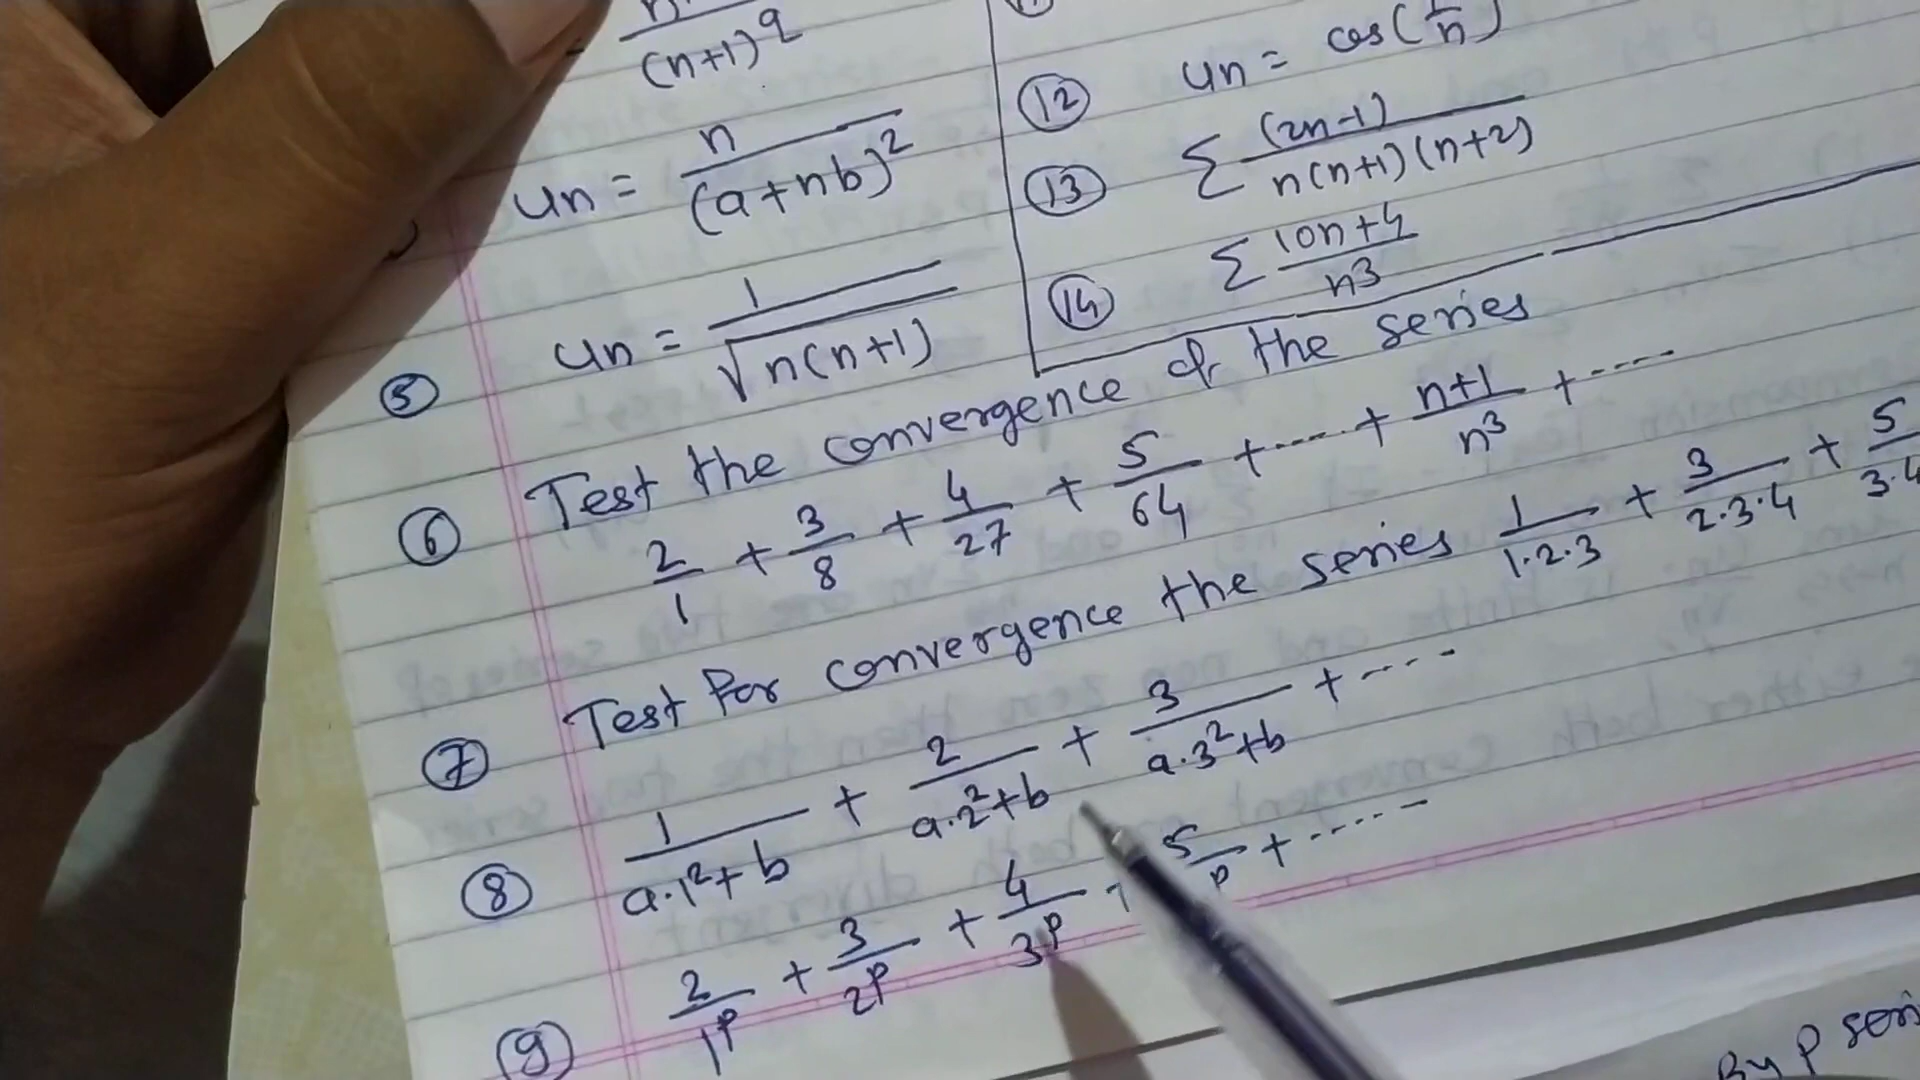 (n+1)^q
un = n/(a+nb)^2
⑤ un = 1/√n(n+1)
un = cos(1/n)
⑫
⑬ Σ (2n-1)/n(n+1)(n+2)
⑭ Σ 10n+4/n^3
⑥ Test the convergence of the series
2/1 + 3/8 + 4/27 + 5/64 + ---- + n+1/n^3 + ----
⑦ Test for convergence the series 1/1·2·3 + 3/2·3·4 + 5/3·4
⑧ 1/a·1^2+b + 2/a·2^2+b + 3/a·3^2+b + ----
⑨ 2/1^p + 3/2^p + 4/3^p + 5/ p + -----
By P seri